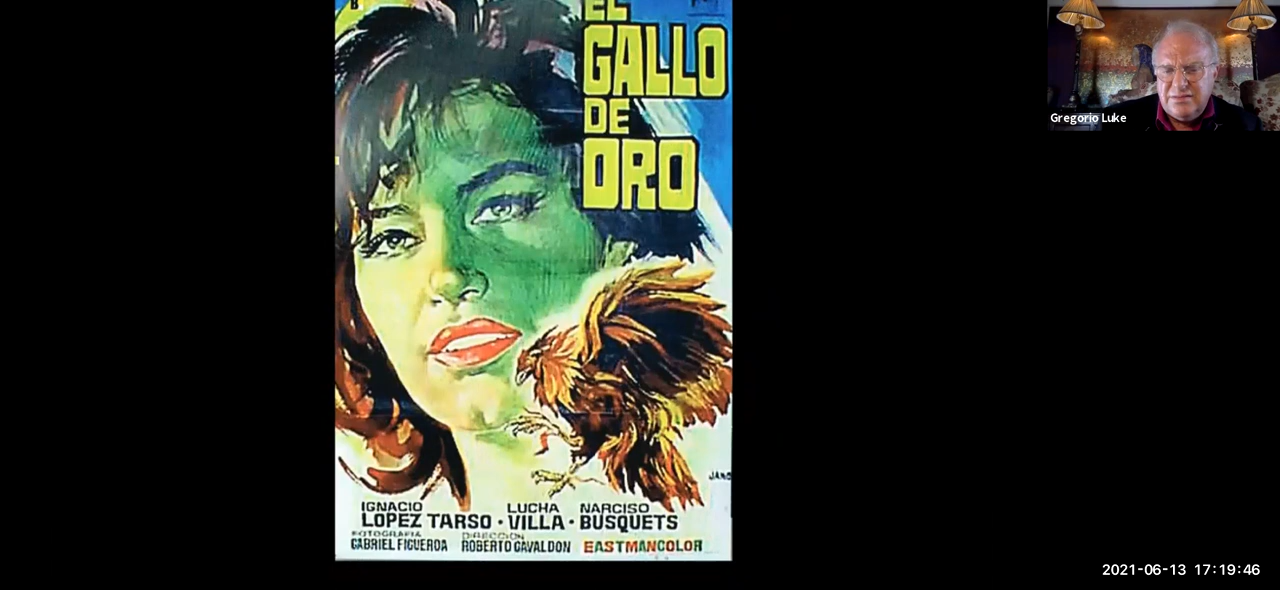 B
EL
GALLO
DE
ORO
Gregorio Luke
JANO
IGNACIO LUCHA NARCISO
LOPEZ TARSO · VILLA · BUSQUETS
FOTOGRAFIA DIRECCION
GABRIEL FIGUEROA ROBERTO GAVALDON EASTMANCOLOR
2021-06-13 17:19:46